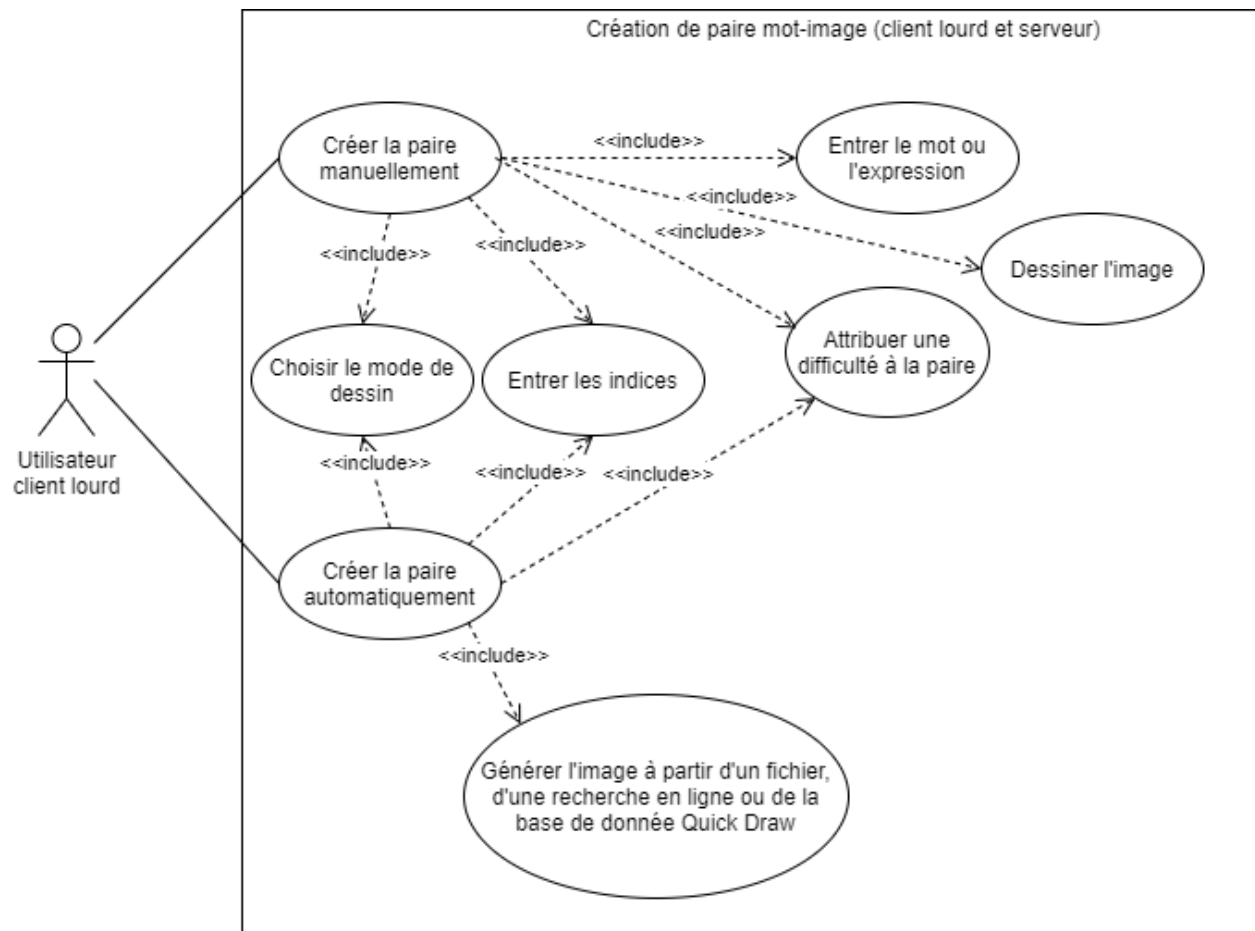 Création de paire mot-image (client lourd et serveur)
Créer la paire
manuellement
<<include>>
Entrer le mot ou
l'expression
<<include>>
<<include>>
<<include>>
<<include>>
Dessiner l'image
Choisir le mode de
dessin
Entrer les indices
Attribuer une
difficulté à la paire
Utilisateur
client lourd
<<include>>
<<include>>
<<include>>
Créer la paire
automatiquement
<<include>>
Générer l'image à partir d'un fichier,
d'une recherche en ligne ou de la
base de donnée Quick Draw